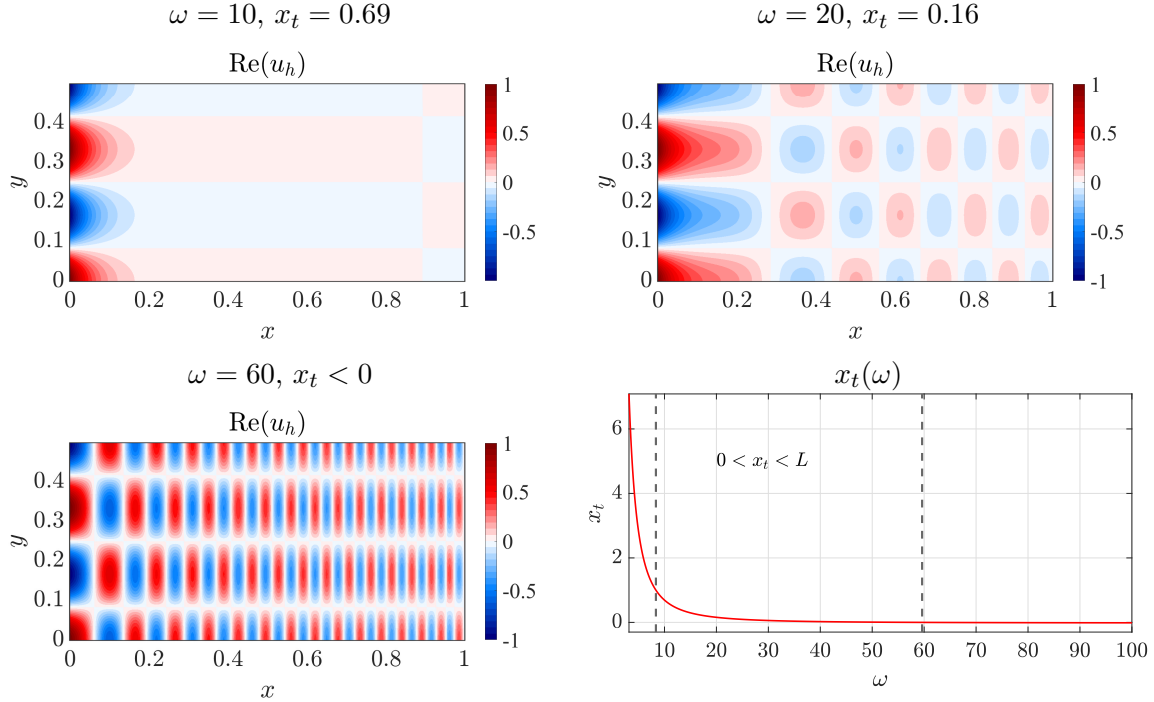 ω = 10, x_t = 0.69
Re(u_h)
1
0.5
0
-0.5
0.4
0.3
0.2
0.1
0
y
0 0.2 0.4 0.6 0.8 1
x
ω = 20, x_t = 0.16
Re(u_h)
1
0.5
0
-0.5
-1
0.4
0.3
0.2
0.1
0
y
0 0.2 0.4 0.6 0.8 1
x
ω = 60, x_t < 0
Re(u_h)
1
0.5
0
-0.5
-1
0.4
0.3
0.2
0.1
0
y
0 0.2 0.4 0.6 0.8 1
x
x_t(ω)
6
4
2
0
x_t
0 < x_t < L
10 20 30 40 50 60 70 80 90 100
ω